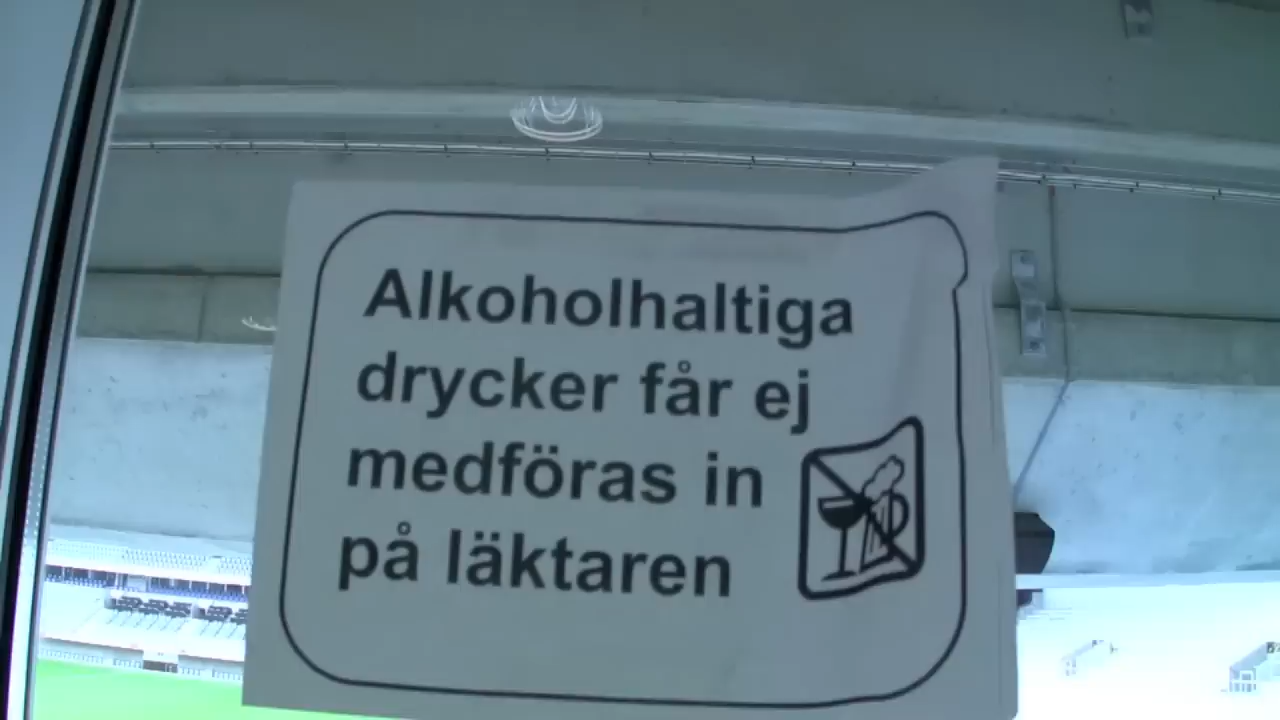 Alkoholhaltiga
drycker får ej
medföras in
på läktaren